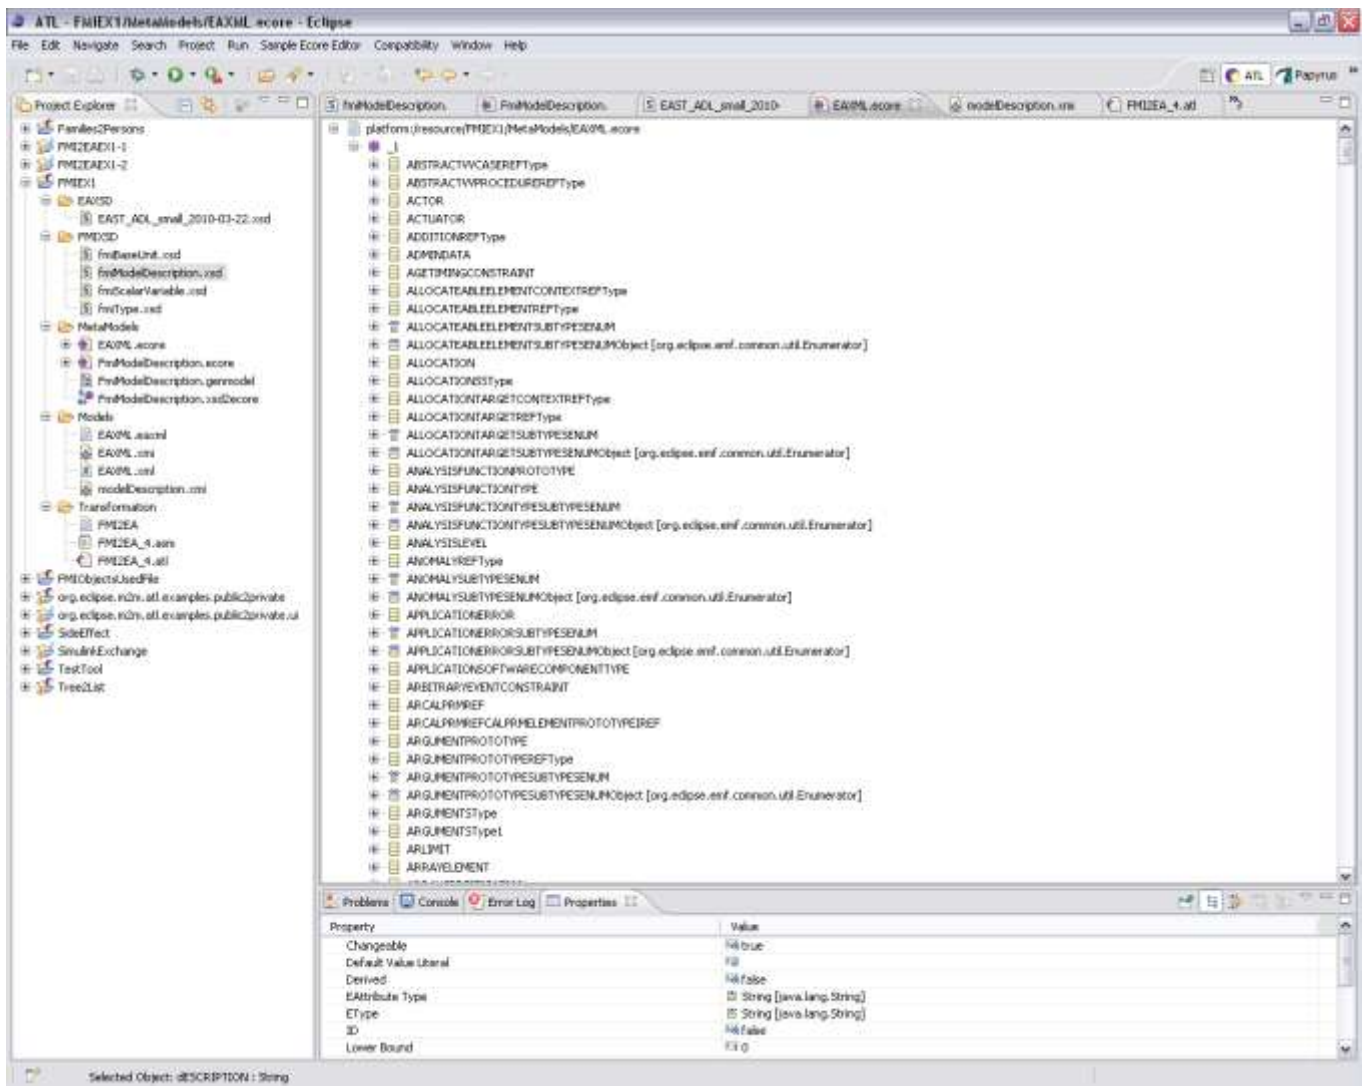 ATL - FMIEX1/MetaModels/EAXML.ecore - Eclipse
File Edit Navigate Search Project Run Sample Ecore Editor Compatibility Window Help
ATL Papyrus
Project Explorer
fmiModelDescription. FmiModelDescription. EAST_ADL_small_2010- EAXML.ecore modelDescription.xmi FMI2EA_4.atl
Families2Persons
FMI2EAEX1-1
FMI2EAEX1-2
FMIEX1
EAXSD
EAST_ADL_small_2010-03-22.xsd
FMIXSD
fmiBaseUnit.xsd
fmiModelDescription.xsd
fmiScalarVariable.xsd
fmiType.xsd
MetaModels
EAXML.ecore
FmiModelDescription.ecore
FmiModelDescription.genmodel
FmiModelDescription.xsd2ecore
Models
EAXML.eaxml
EAXML.xmi
EAXML.xml
modelDescription.xmi
Transformation
FMI2EA
FMI2EA_4.asm
FMI2EA_4.atl
FMIObjectsUsedFile
org.eclipse.m2m.atl.examples.public2private
org.eclipse.m2m.atl.examples.public2private.ui
SideEffect
SimulinkExchange
TestTool
Tree2List
platform:/resource/FMIEX1/MetaModels/EAXML.ecore
_1
ABSTRACTVVCASEREFType
ABSTRACTVVPROCEDUREREFType
ACTOR
ACTUATOR
ADDITIONREFType
ADMINDATA
AGETIMINGCONSTRAINT
ALLOCATEABLEELEMENTCONTEXTREFType
ALLOCATEABLEELEMENTREFType
ALLOCATEABLEELEMENTSUBTYPESENUM
ALLOCATEABLEELEMENTSUBTYPESENUMObject [org.eclipse.emf.common.util.Enumerator]
ALLOCATION
ALLOCATIONSType
ALLOCATIONTARGETCONTEXTREFType
ALLOCATIONTARGETREFType
ALLOCATIONTARGETSUBTYPESENUM
ALLOCATIONTARGETSUBTYPESENUMObject [org.eclipse.emf.common.util.Enumerator]
ANALYSISFUNCTIONPROTOTYPE
ANALYSISFUNCTIONTYPE
ANALYSISFUNCTIONTYPESUBTYPESENUM
ANALYSISFUNCTIONTYPESUBTYPESENUMObject [org.eclipse.emf.common.util.Enumerator]
ANALYSISLEVEL
ANOMALYREFType
ANOMALYSUBTYPESENUM
ANOMALYSUBTYPESENUMObject [org.eclipse.emf.common.util.Enumerator]
APPLICATIONERROR
APPLICATIONERRORSUBTYPESENUM
APPLICATIONERRORSUBTYPESENUMObject [org.eclipse.emf.common.util.Enumerator]
APPLICATIONSOFTWARECOMPONENTTYPE
ARBITRARYEVENTCONSTRAINT
ARCALPRMREF
ARCALPRMREFCALPRMELEMENTPROTOTYPEIREF
ARGUMENTPROTOTYPE
ARGUMENTPROTOTYPEREFType
ARGUMENTPROTOTYPESUBTYPESENUM
ARGUMENTPROTOTYPESUBTYPESENUMObject [org.eclipse.emf.common.util.Enumerator]
ARGUMENTSType
ARGUMENTSType1
ARLIMIT
ARRAYELEMENT
Problems Console Error Log Properties
Property Value
Changeable true
Default Value Literal
Derived false
EAttribute Type String [java.lang.String]
EType String [java.lang.String]
ID false
Lower Bound 0
Selected Object: dESCRIPTION : String